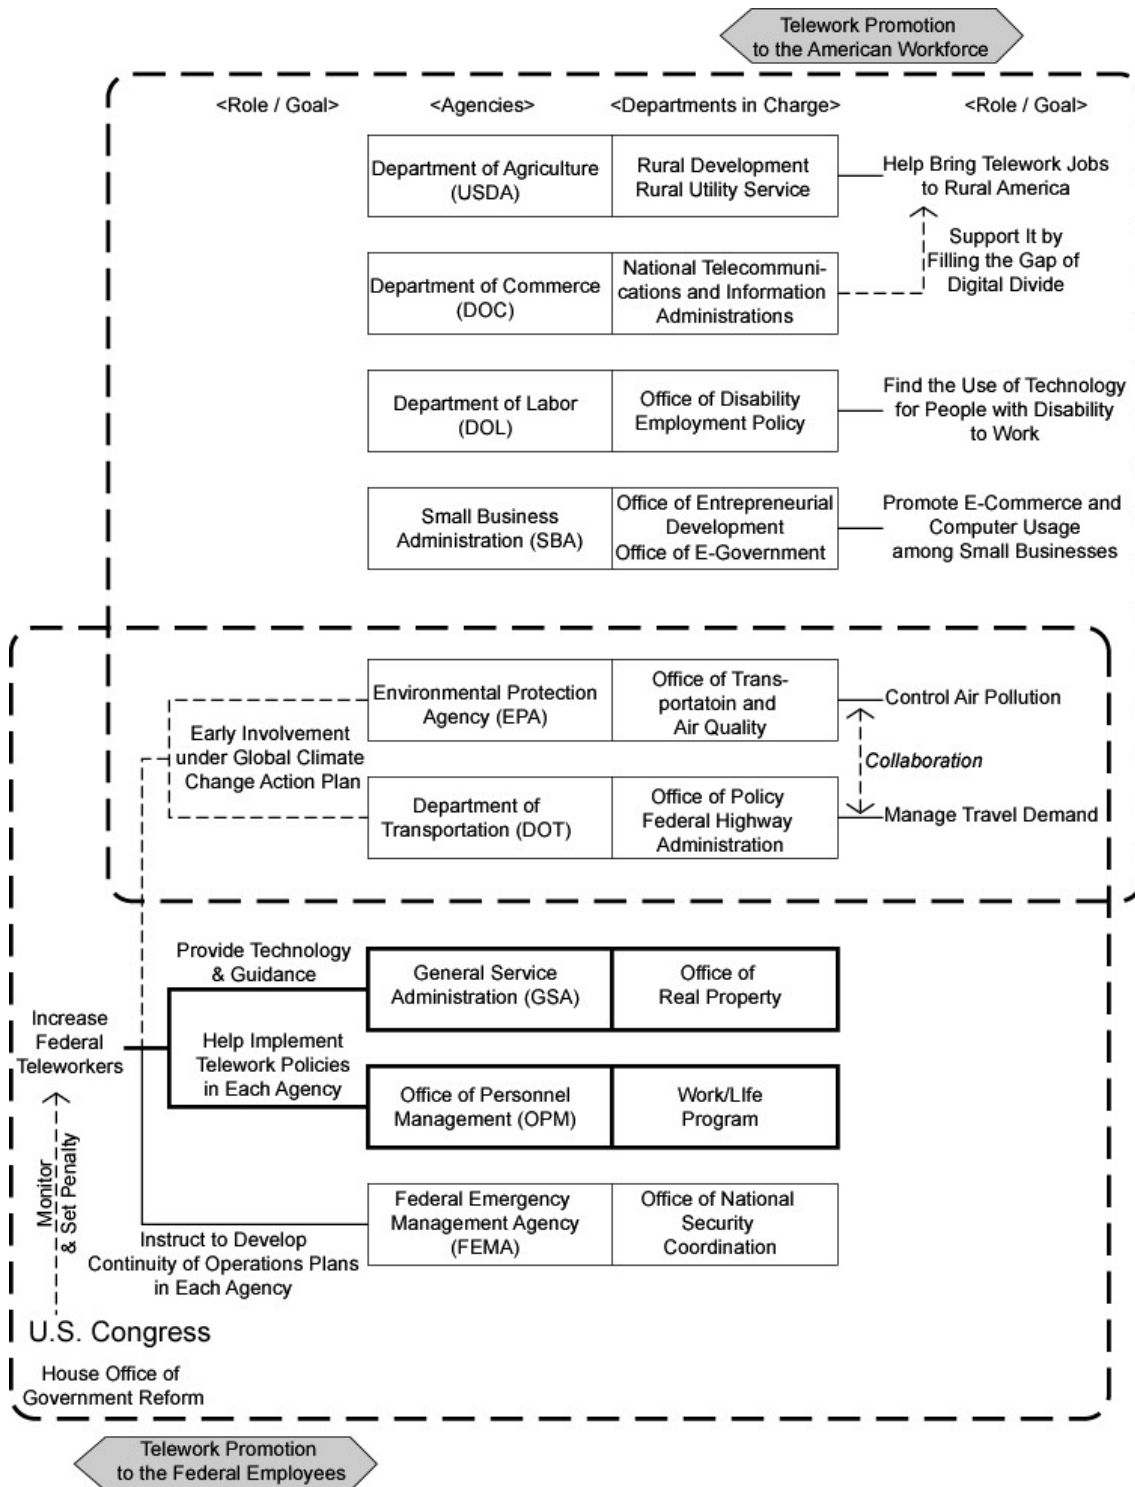 Telework Promotion
to the American Workforce
<Role / Goal>
<Agencies>
<Departments in Charge>
<Role / Goal>
Department of Agriculture
(USDA)
Rural Development
Rural Utility Service
Help Bring Telework Jobs
to Rural America
Support It by
Filling the Gap of
Digital Divide
Department of Commerce
(DOC)
National Telecommuni-
cations and Information
Administrations
Department of Labor
(DOL)
Office of Disability
Employment Policy
Find the Use of Technology
for People with Disability
to Work
Small Business
Administration (SBA)
Office of Entrepreneurial
Development
Office of E-Government
Promote E-Commerce and
Computer Usage
among Small Businesses
Environmental Protection
Agency (EPA)
Office of Trans-
portatoin and
Air Quality
Control Air Pollution
Early Involvement
under Global Climate
Change Action Plan
Collaboration
Department of
Transportation (DOT)
Office of Policy
Federal Highway
Administration
Manage Travel Demand
Provide Technology
& Guidance
General Service
Administration (GSA)
Office of
Real Property
Increase
Federal
Teleworkers
Help Implement
Telework Policies
in Each Agency
Office of Personnel
Management (OPM)
Work/LIfe
Program
Monitor
& Set Penalty
Federal Emergency
Management Agency
(FEMA)
Office of National
Security
Coordination
Instruct to Develop
Continuity of Operations Plans
in Each Agency
U.S. Congress
House Office of
Government Reform
Telework Promotion
to the Federal Employees